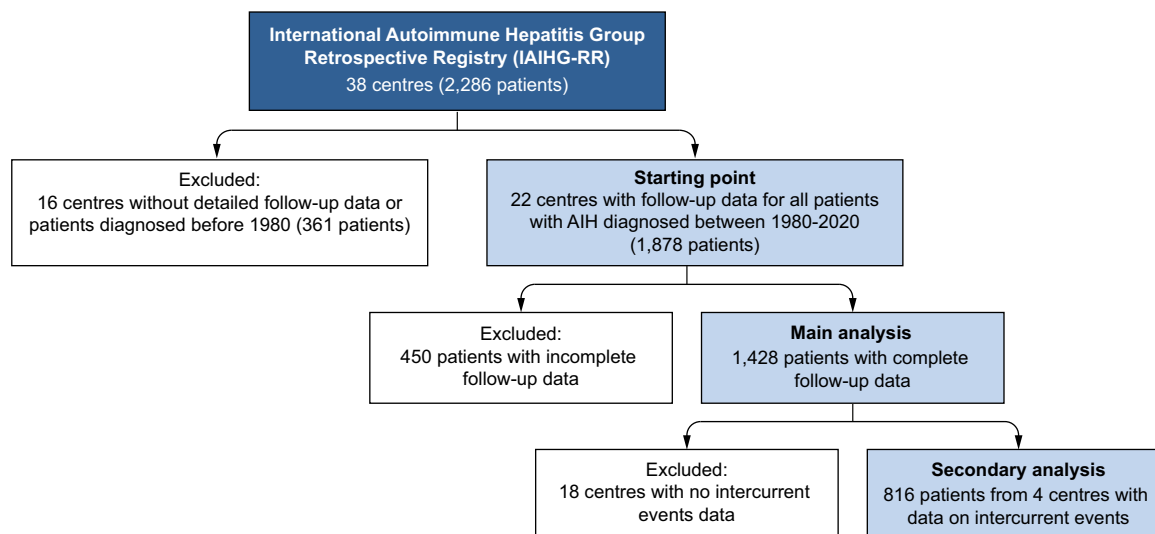 International Autoimmune Hepatitis Group
Retrospective Registry (IAIHG-RR)
38 centres (2,286 patients)
Excluded:
16 centres without detailed follow-up data or
patients diagnosed before 1980 (361 patients)
Starting point
22 centres with follow-up data for all patients
with AIH diagnosed between 1980-2020
(1,878 patients)
Excluded:
450 patients with incomplete
follow-up data
Main analysis
1,428 patients with complete
follow-up data
Excluded:
18 centres with no intercurrent
events data
Secondary analysis
816 patients from 4 centres with
data on intercurrent events